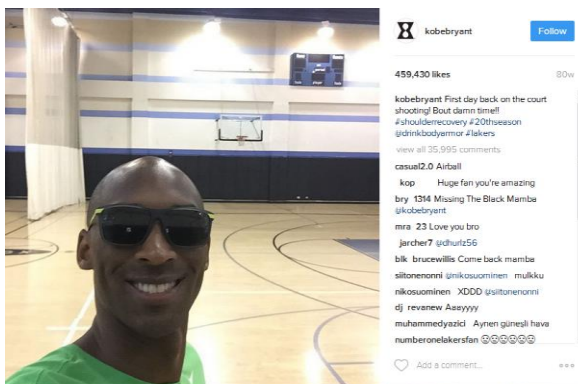 kobebryant
Follow
459,430 likes
80w
kobebryant First day back on the court
shooting! Bout damn time!!
#shoulderrecovery #20thseason
@drinkbodyarmor #lakers
view all 35,995 comments
casual2.0 Airball
kop Huge fan you're amazing
bry 1314 Missing The Black Mamba
@kobebryant
mra 23 Love you bro
jarcher7 @dhurlz56
blk brucewillis Come back mamba
siitonenonni @nikosuominen mulkku
nikosuominen XXDD @siitonenonni
dj revanew Aaayyyy
muhammedyazici Aynen güneşli hava
numberonelakersfan
Add a comment...